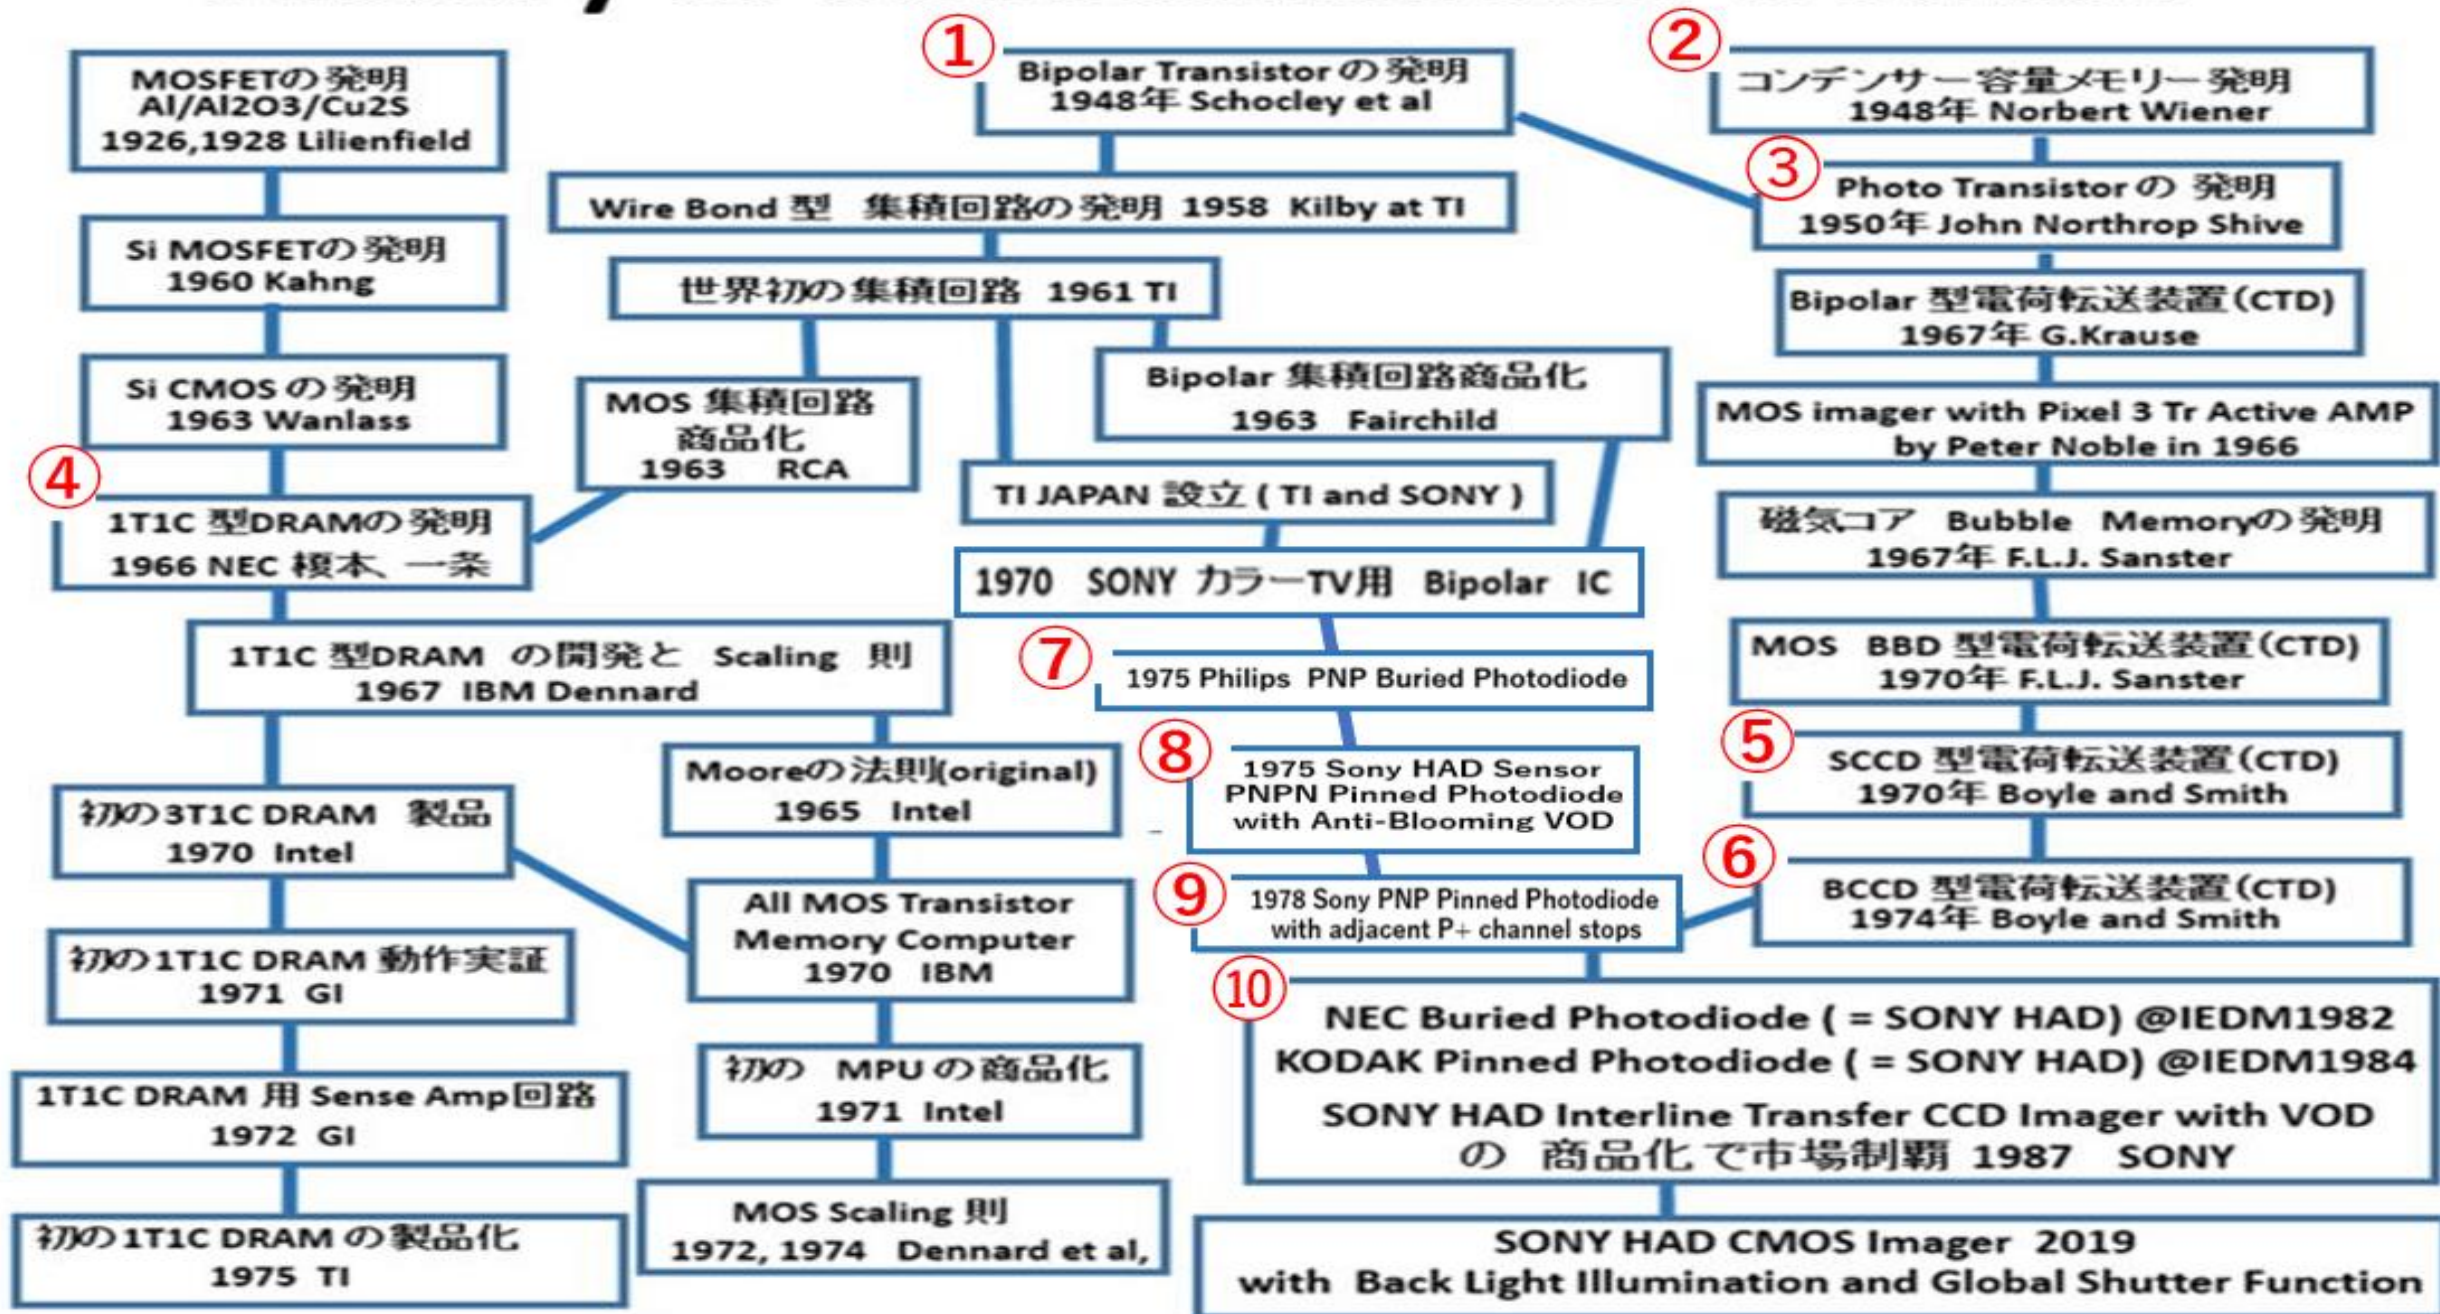 MOSFETの発明
Al/Al2O3/Cu2S
1926,1928 Lilienfield
Si MOSFETの発明
1960 Kahng
Si CMOS の発明
1963 Wanlass
④
1T1C 型DRAMの発明
1966 NEC 榎本、一条
①
Bipolar Transistor の発明
1948年 Schocley et al
Wire Bond 型 集積回路の発明 1958 Kilby at TI
世界初の集積回路 1961 TI
MOS 集積回路
商品化
1963 RCA
Bipolar 集積回路商品化
1963 Fairchild
TI JAPAN 設立 ( TI and SONY )
1970 SONY カラーTV用 Bipolar IC
②
コンデンサー容量メモリー発明
1948年 Norbert Wiener
③
Photo Transistor の 発明
1950年 John Northrop Shive
Bipolar 型電荷転送装置(CTD)
1967年 G.Krause
MOS imager with Pixel 3 Tr Active AMP
by Peter Noble in 1966
磁気コア Bubble Memoryの発明
1967年 F.L.J. Sanster
MOS BBD 型電荷転送装置(CTD)
1970年 F.L.J. Sanster
⑤
SCCD 型電荷転送装置(CTD)
1970年 Boyle and Smith
⑥
BCCD 型電荷転送装置(CTD)
1974年 Boyle and Smith
1T1C 型DRAM の開発と Scaling 則
1967 IBM Dennard
初の3T1C DRAM 製品
1970 Intel
初の1T1C DRAM 動作実証
1971 GI
1T1C DRAM 用 Sense Amp回路
1972 GI
初の1T1C DRAM の製品化
1975 TI
Mooreの法則(original)
1965 Intel
All MOS Transistor
Memory Computer
1970 IBM
初の MPU の商品化
1971 Intel
MOS Scaling 則
1972, 1974 Dennard et al,
⑦
1975 Philips PNP Buried Photodiode
⑧
1975 Sony HAD Sensor
PNPN Pinned Photodiode
with Anti-Blooming VOD
⑨
1978 Sony PNP Pinned Photodiode
with adjacent P+ channel stops
⑩
NEC Buried Photodiode ( = SONY HAD) @IEDM1982
KODAK Pinned Photodiode ( = SONY HAD) @IEDM1984
SONY HAD Interline Transfer CCD Imager with VOD
の 商品化で市場制覇 1987 SONY
SONY HAD CMOS Imager 2019
with Back Light Illumination and Global Shutter Function